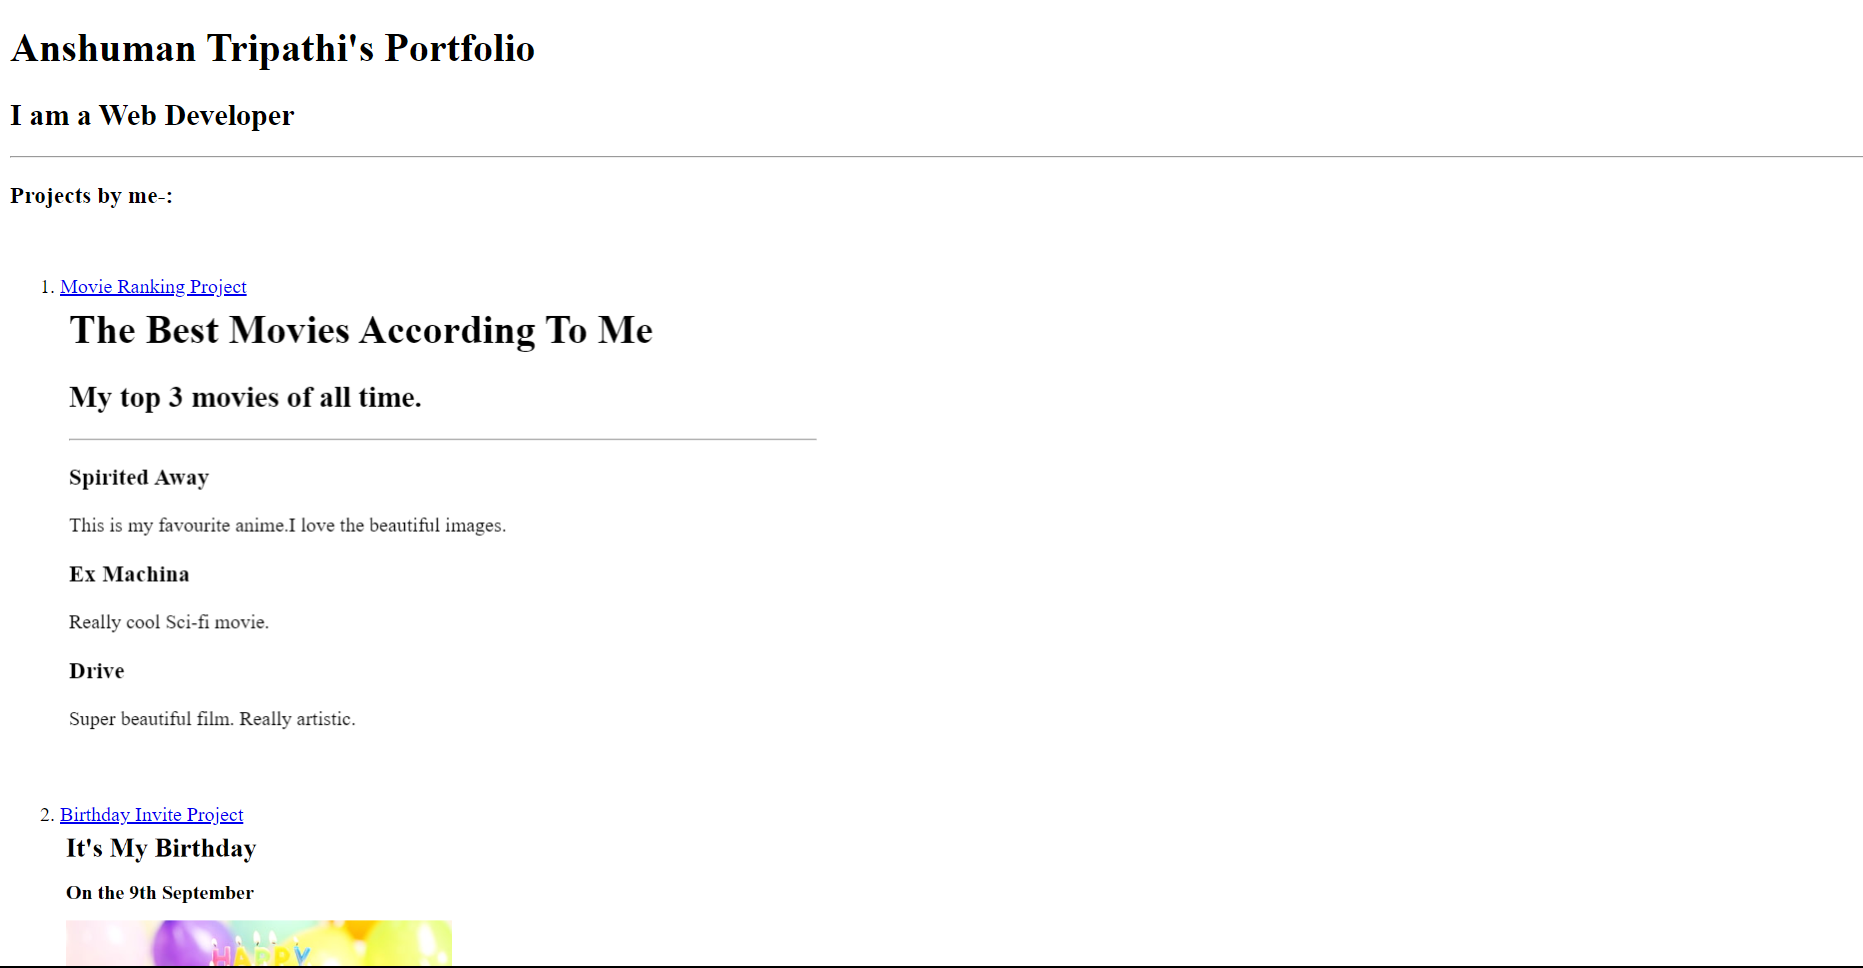 Anshuman Tripathi's Portfolio
I am a Web Developer
Projects by me-:
1. Movie Ranking Project
The Best Movies According To Me
My top 3 movies of all time.
Spirited Away
This is my favourite anime.I love the beautiful images.
Ex Machina
Really cool Sci-fi movie.
Drive
Super beautiful film. Really artistic.
2. Birthday Invite Project
It's My Birthday
On the 9th September
HAPPY